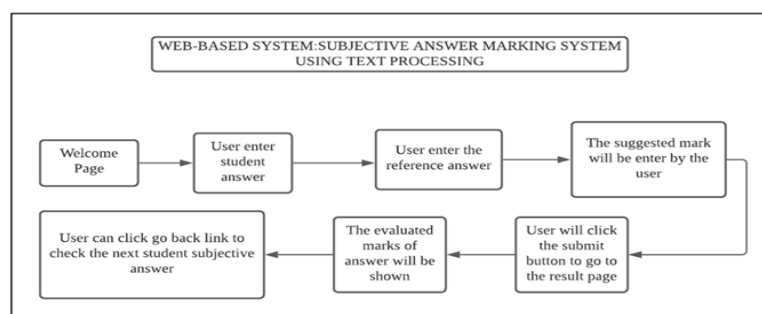 WEB-BASED SYSTEM:SUBJECTIVE ANSWER MARKING SYSTEM
USING TEXT PROCESSING
Welcome
Page
User enter
student
answer
User enter the
reference answer
The suggested mark
will be enter by the
user
User will click
the submit
button to go to
the result page
The evaluated
marks of
answer will be
shown
User can click go back link to
check the next student subjective
answer